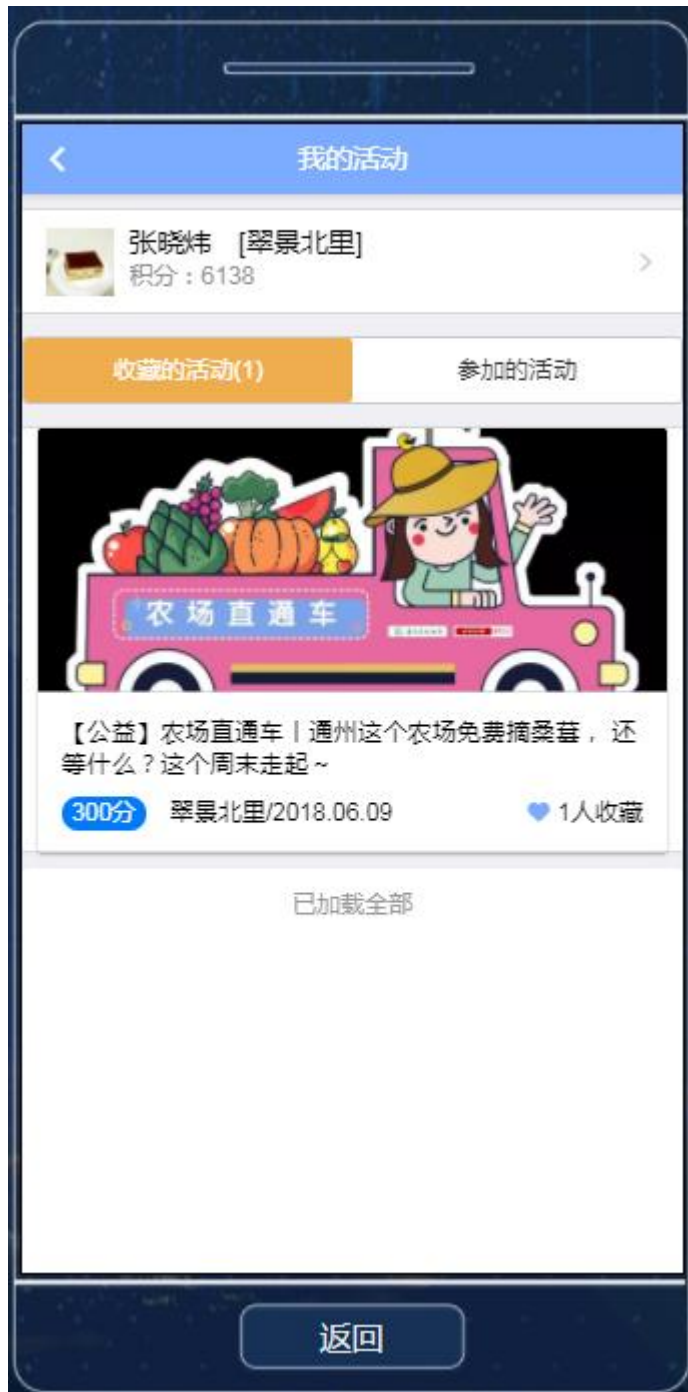 我的活动
张晓炜 [翠景北里]
积分：6138
收藏的活动(1)
参加的活动
农场直通车
【公益】农场直通车丨通州这个农场免费摘桑葚，还
等什么？这个周末走起~
300分 翠景北里/2018.06.09 1人收藏
已加载全部
返回